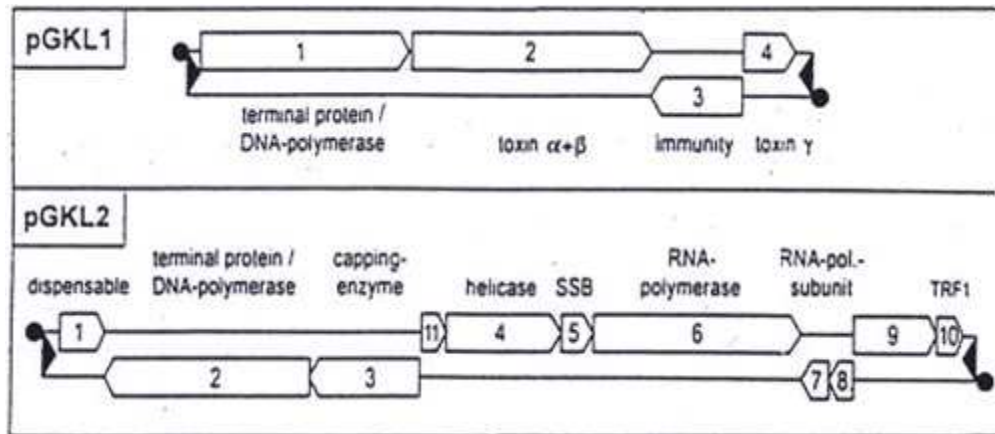 pGKL1
1 2 4
3
terminal protein /
DNA-polymerase toxin α+β immunity toxin γ
pGKL2
terminal protein / capping- RNA- RNA-pol.-
dispensable DNA-polymerase enzyme helicase SSB polymerase subunit TRF1
1 11 4 5 6 9 10
2 3 7 8